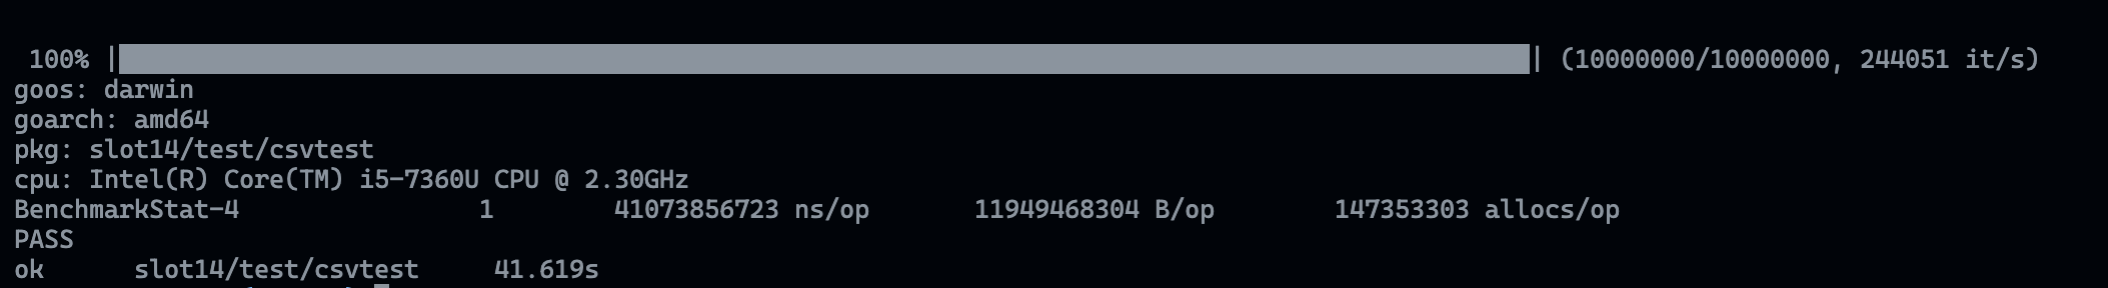 100% | | (10000000/10000000, 244051 it/s)
goos: darwin
goarch: amd64
pkg: slot14/test/csvtest
cpu: Intel(R) Core(TM) i5-7360U CPU @ 2.30GHz
BenchmarkStat-4 1 41073856723 ns/op 11949468304 B/op 147353303 allocs/op
PASS
ok slot14/test/csvtest 41.619s